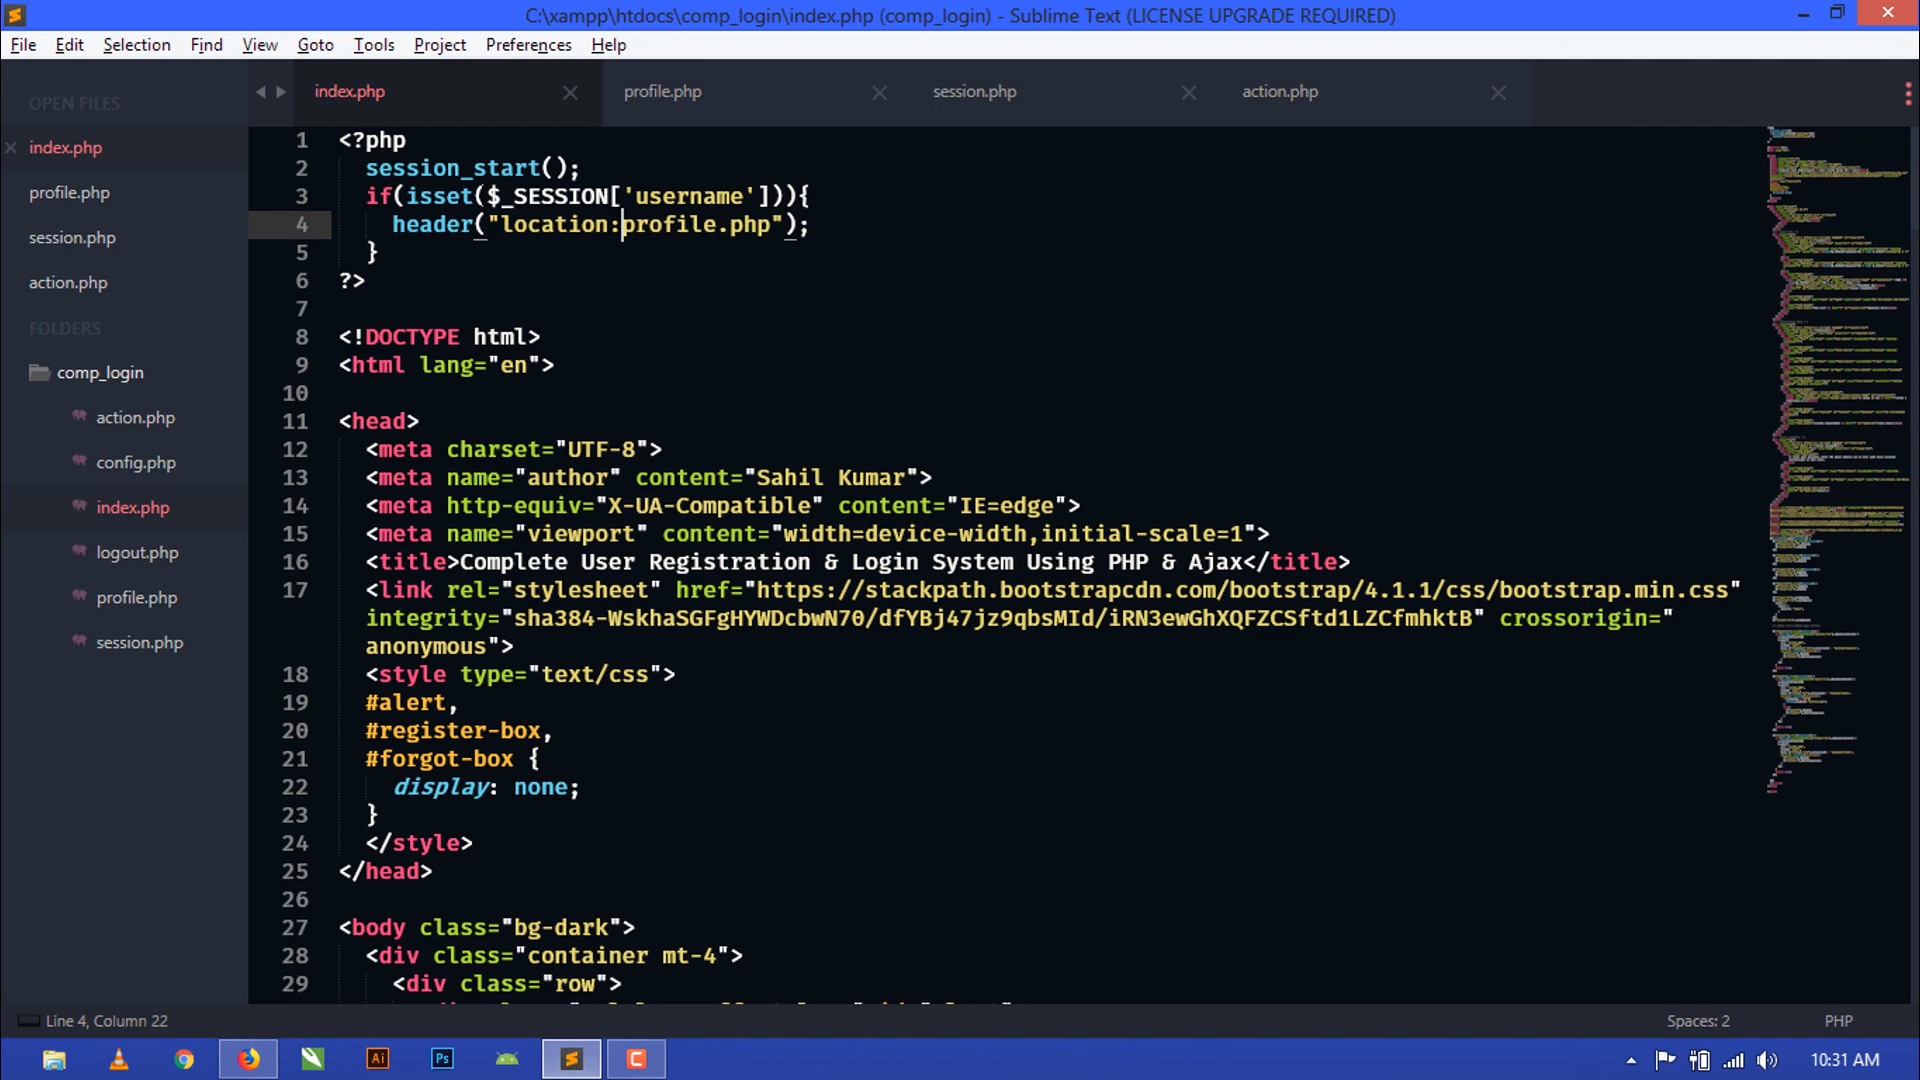 C:\xampp\htdocs\comp_login\index.php (comp_login) - Sublime Text (LICENSE UPGRADE REQUIRED)
File Edit Selection Find View Goto Tools Project Preferences Help
OPEN FILES
index.php
profile.php
session.php
action.php
FOLDERS
comp_login
action.php
config.php
index.php
logout.php
profile.php
session.php
index.php profile.php session.php action.php
1 <?php
2 session_start();
3 if(isset($_SESSION['username'])){
4 header("location:profile.php");
5 }
6 ?>
7
8 <!DOCTYPE html>
9 <html lang="en">
10
11 <head>
12 <meta charset="UTF-8">
13 <meta name="author" content="Sahil Kumar">
14 <meta http-equiv="X-UA-Compatible" content="IE=edge">
15 <meta name="viewport" content="width=device-width,initial-scale=1">
16 <title>Complete User Registration & Login System Using PHP & Ajax</title>
17 <link rel="stylesheet" href="https://stackpath.bootstrapcdn.com/bootstrap/4.1.1/css/bootstrap.min.css"
integrity="sha384-WskhaSGFgHYWDcbwN70/dfYBj47jz9qbsMId/iRN3ewGhXQFZCSftd1LZCfmhktB" crossorigin="
anonymous">
18 <style type="text/css">
19 #alert,
20 #register-box,
21 #forgot-box {
22 display: none;
23 }
24 </style>
25 </head>
26
27 <body class="bg-dark">
28 <div class="container mt-4">
29 <div class="row">
Line 4, Column 22 Spaces: 2 PHP
Ai Ps C 10:31 AM